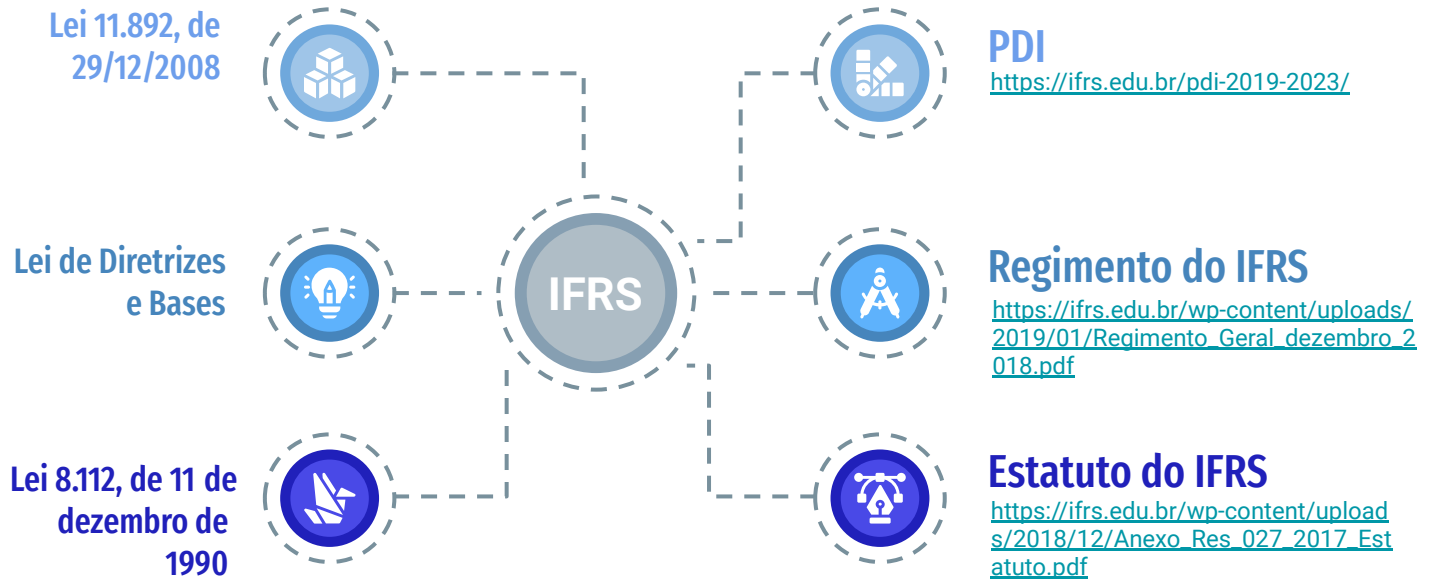 Lei 11.892, de
29/12/2008
Lei de Diretrizes
e Bases
Lei 8.112, de 11 de
dezembro de
1990
IFRS
PDI
https://ifrs.edu.br/pdi-2019-2023/
Regimento do IFRS
https://ifrs.edu.br/wp-content/uploads/
2019/01/Regimento_Geral_dezembro_2
018.pdf
Estatuto do IFRS
https://ifrs.edu.br/wp-content/upload
s/2018/12/Anexo_Res_027_2017_Est
atuto.pdf